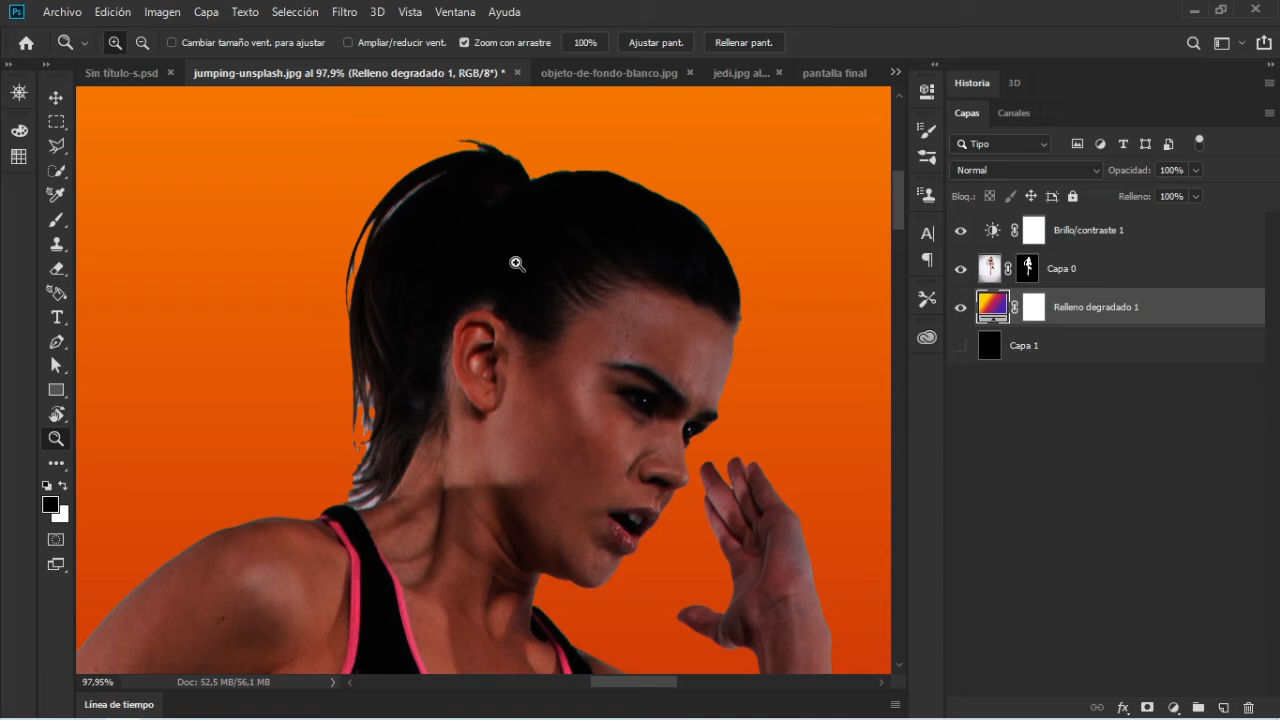 Ps Archivo Edición Imagen Capa Texto Selección Filtro 3D Vista Ventana Ayuda
Cambiar tamaño vent. para ajustar Ampliar/reducir vent. Zoom con arrastre 100% Ajustar pant. Rellenar pant.
Sin título-s.psd jumping-unsplash.jpg al 97,9% (Relleno degradado 1, RGB/8*) * objeto-de-fondo-blanco.jpg jedi.jpg al... pantalla final
Historia 3D
Capas Canales
Tipo
Normal Opacidad: 100%
Bloq.: Relleno: 100%
Brillo/contraste 1
Capa 0
Relleno degradado 1
Capa 1
97,95% Doc: 52,5 MB/56,1 MB
Línea de tiempo